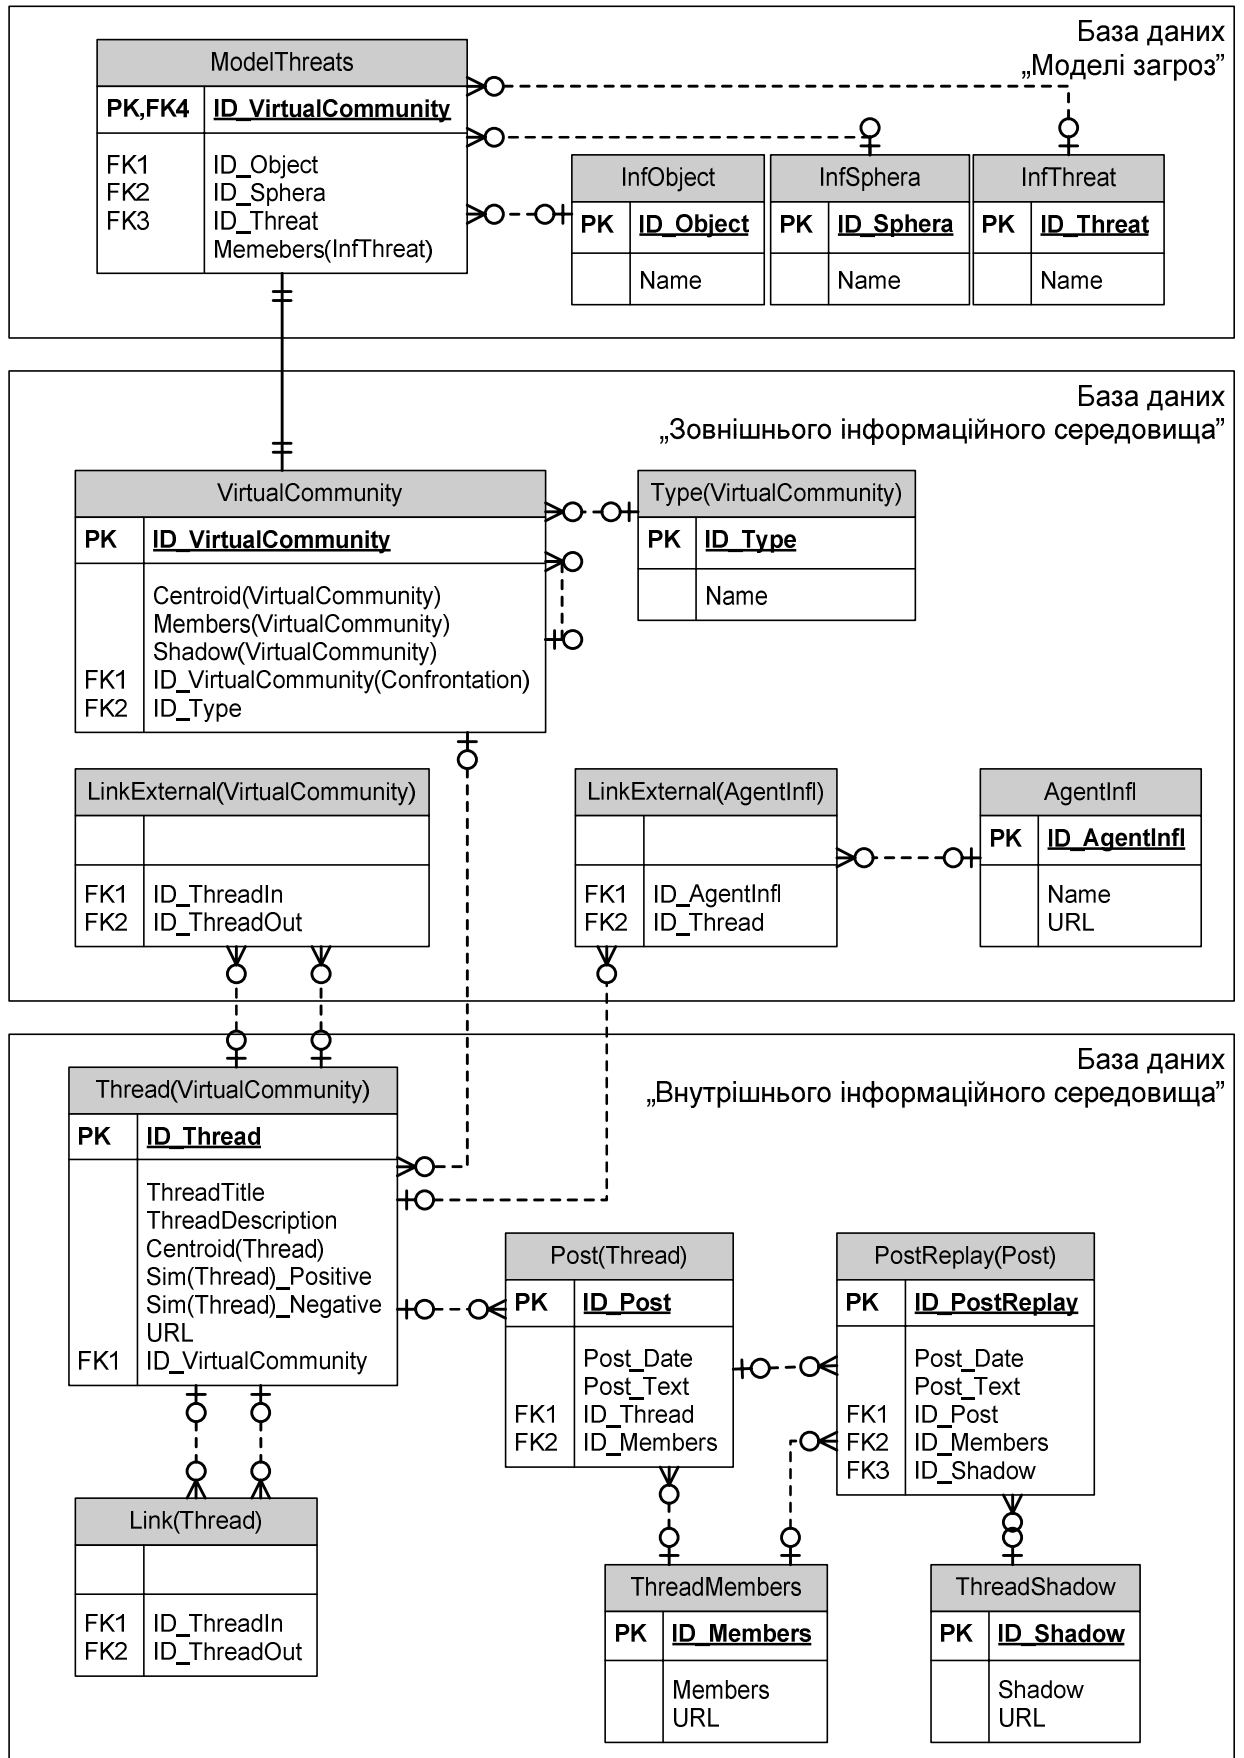 База даних
„Моделі загроз”
ModelThreats
PK,FK4 ID_VirtualCommunity
FK1 ID_Object
FK2 ID_Sphera
FK3 ID_Threat
Memebers(InfThreat)
InfObject
PK ID_Object
Name
InfSphera
PK ID_Sphera
Name
InfThreat
PK ID_Threat
Name
База даних
„Зовнішнього інформаційного середовища”
VirtualCommunity
PK ID_VirtualCommunity
Centroid(VirtualCommunity)
Members(VirtualCommunity)
Shadow(VirtualCommunity)
FK1 ID_VirtualCommunity(Confrontation)
FK2 ID_Type
Type(VirtualCommunity)
PK ID_Type
Name
LinkExternal(VirtualCommunity)
FK1 ID_ThreadIn
FK2 ID_ThreadOut
LinkExternal(AgentInfl)
FK1 ID_AgentInfl
FK2 ID_Thread
AgentInfl
PK ID_AgentInfl
Name
URL
База даних
„Внутрішнього інформаційного середовища”
Thread(VirtualCommunity)
PK ID_Thread
ThreadTitle
ThreadDescription
Centroid(Thread)
Sim(Thread)_Positive
Sim(Thread)_Negative
URL
FK1 ID_VirtualCommunity
Post(Thread)
PK ID_Post
Post_Date
Post_Text
FK1 ID_Thread
FK2 ID_Members
PostReplay(Post)
PK ID_PostReplay
Post_Date
Post_Text
FK1 ID_Post
FK2 ID_Members
FK3 ID_Shadow
Link(Thread)
FK1 ID_ThreadIn
FK2 ID_ThreadOut
ThreadMembers
PK ID_Members
Members
URL
ThreadShadow
PK ID_Shadow
Shadow
URL